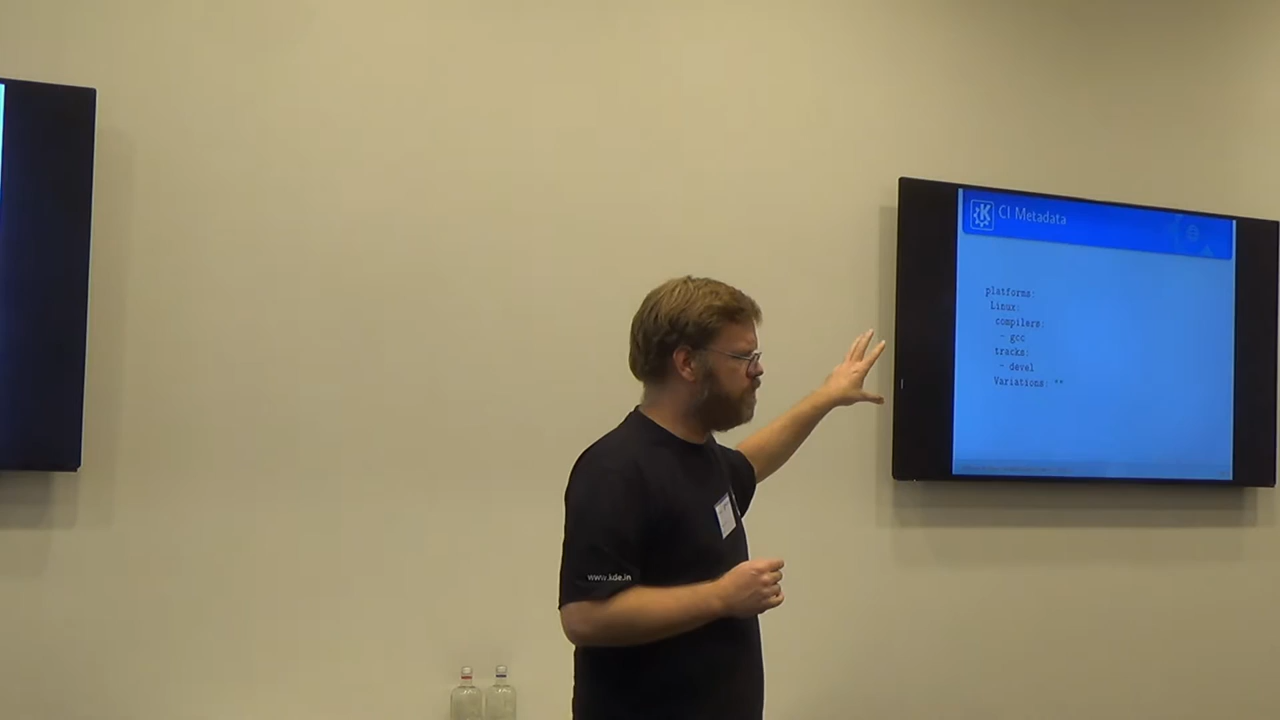 CI Metadata
platforms:
Linux:
compilers:
- gcc
tracks:
- devel
Variations: ""
www.kde.in